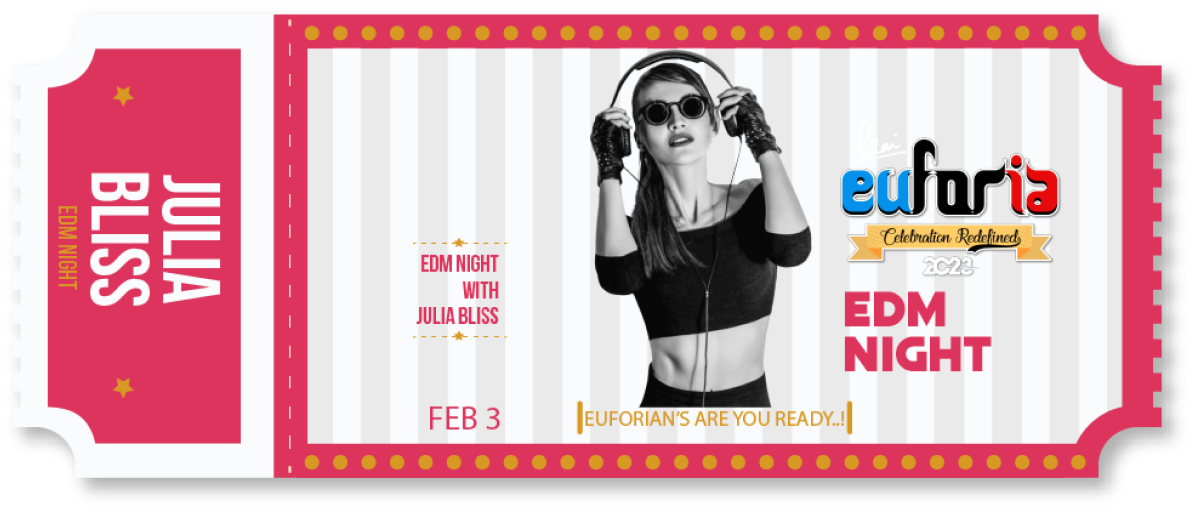 JULIA
BLISS
EDM NIGHT
EDM NIGHT
WITH
JULIA BLISS
FEB 3
EUFORIAN'S ARE YOU READY..!
euforia
Celebration Redefined
2023
EDM
NIGHT